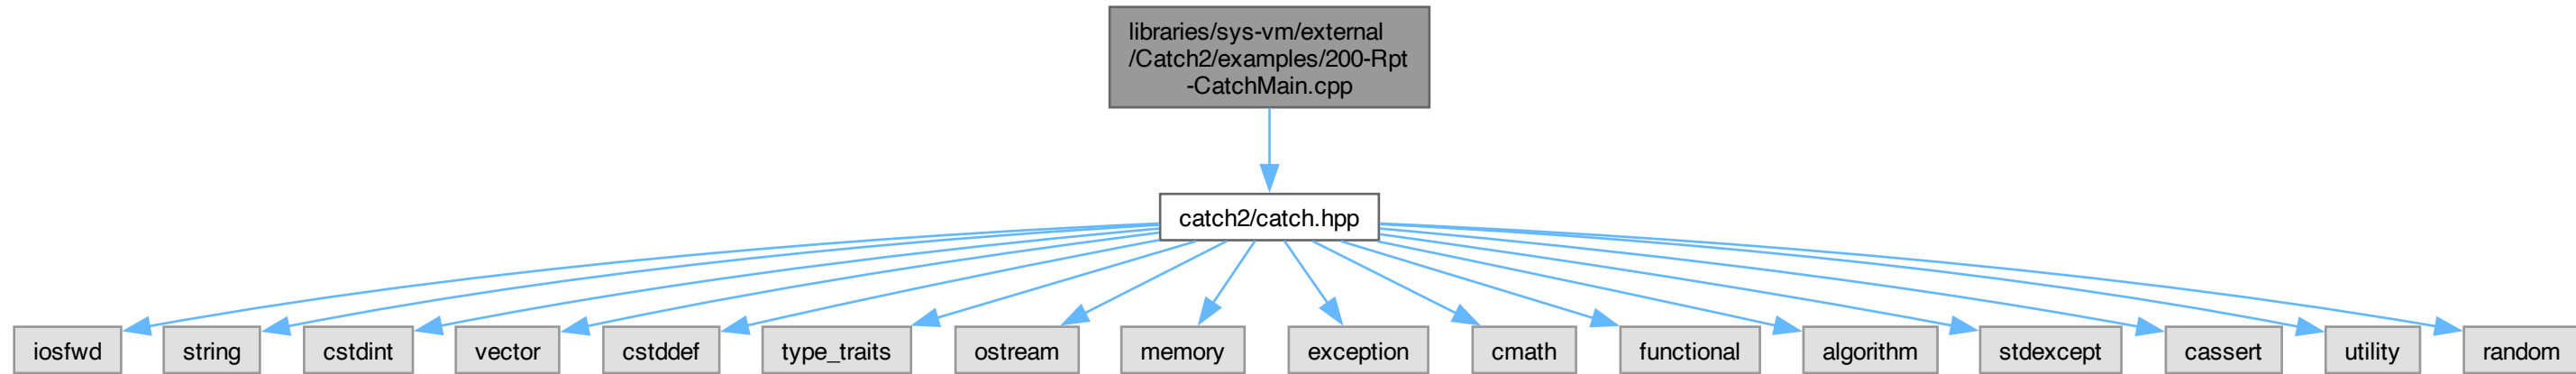 libraries/sys-vm/external
/Catch2/examples/200-Rpt
-CatchMain.cpp
catch2/catch.hpp
iosfwd
string
cstdint
vector
cstddef
type_traits
ostream
memory
exception
cmath
functional
algorithm
stdexcept
cassert
utility
random